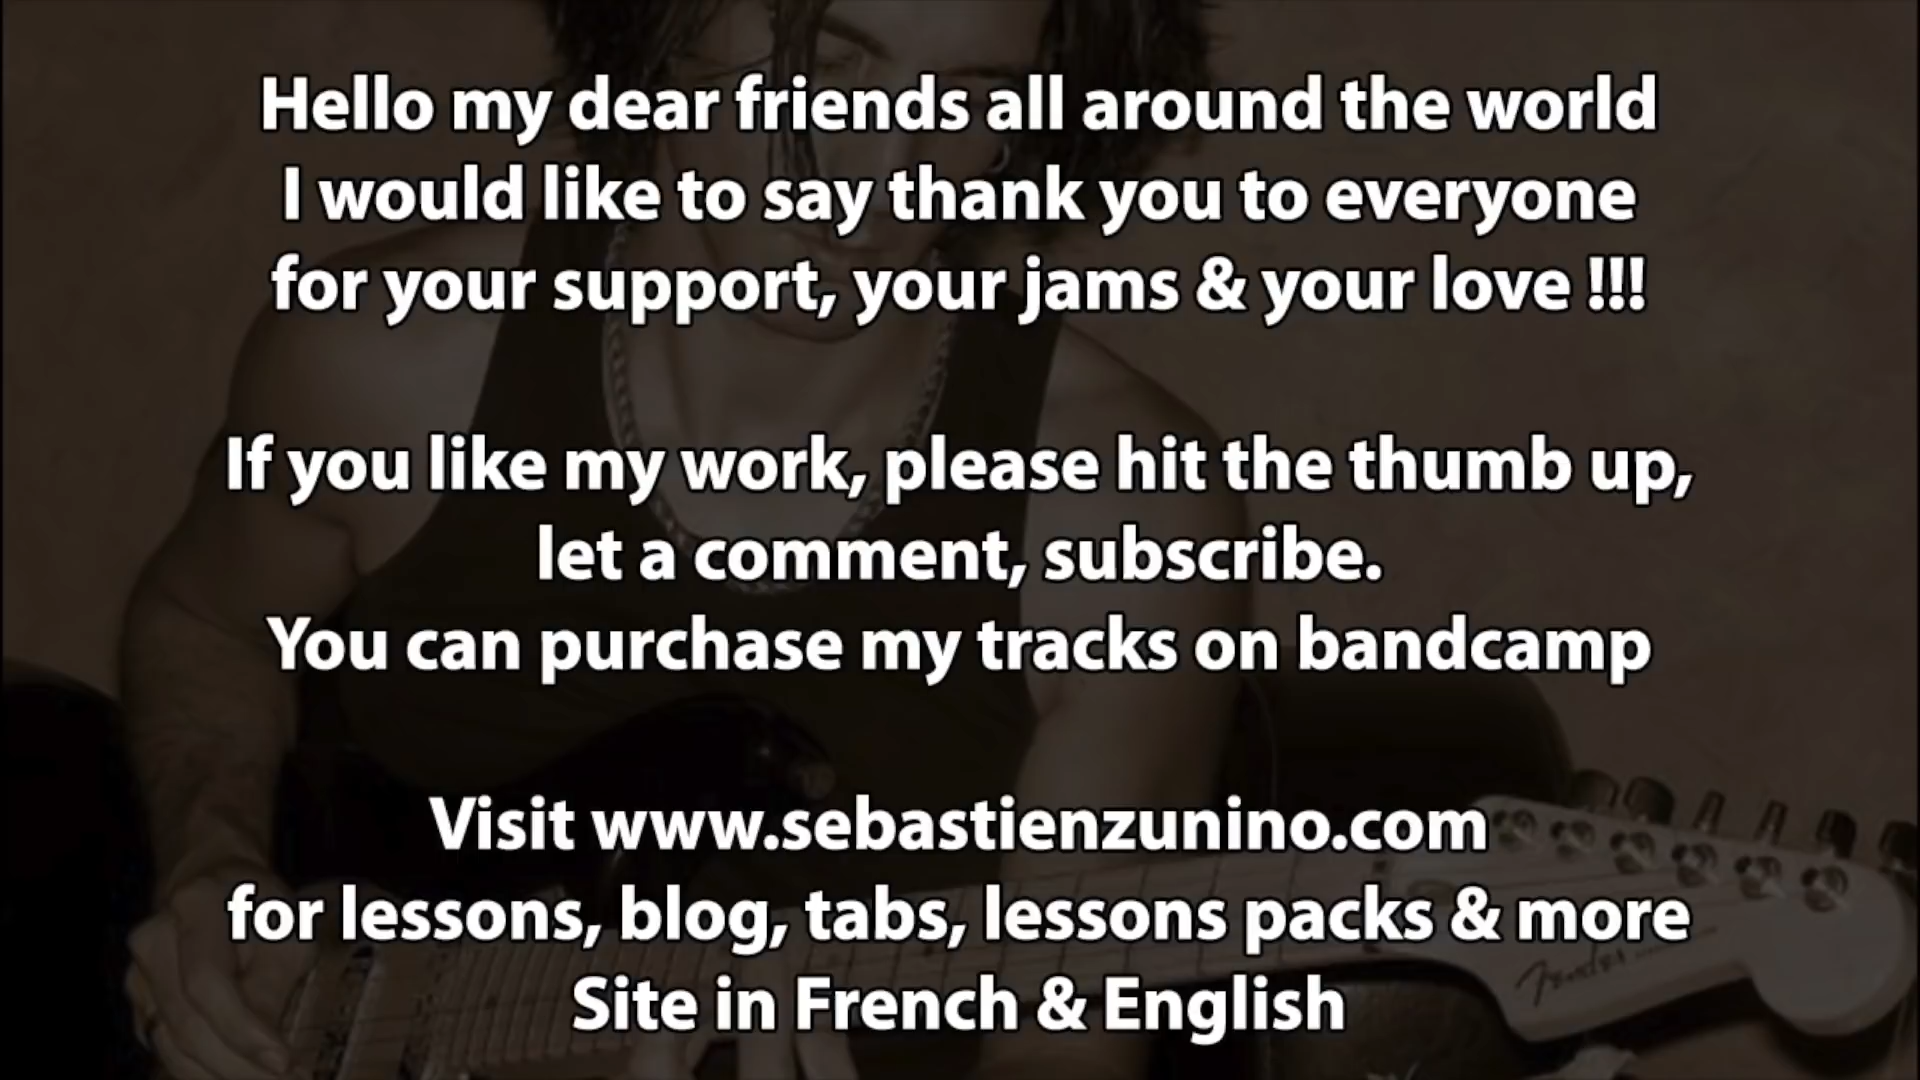 Hello my dear friends all around the world
I would like to say thank you to everyone
for your support, your jams & your love !!!
If you like my work, please hit the thumb up,
let a comment, subscribe.
You can purchase my tracks on bandcamp
Visit www.sebastienzunino.com
for lessons, blog, tabs, lessons packs & more
Fender
Site in French & English